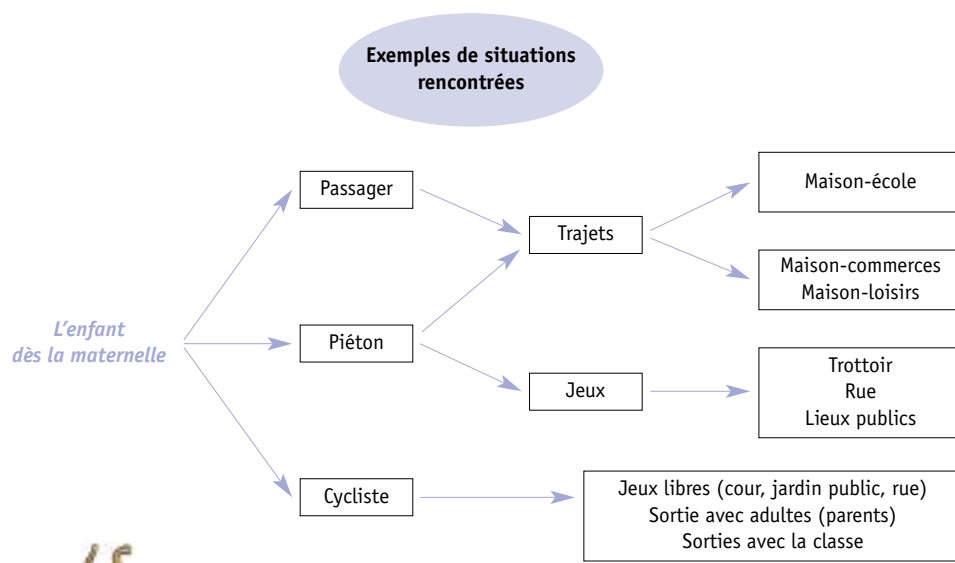 Exemples de situations
rencontrées
Passager
Maison-école
Trajets
Maison-commerces
Maison-loisirs
L'enfant
dès la maternelle
Piéton
Jeux
Trottoir
Rue
Lieux publics
Cycliste
Jeux libres (cour, jardin public, rue)
Sortie avec adultes (parents)
Sorties avec la classe